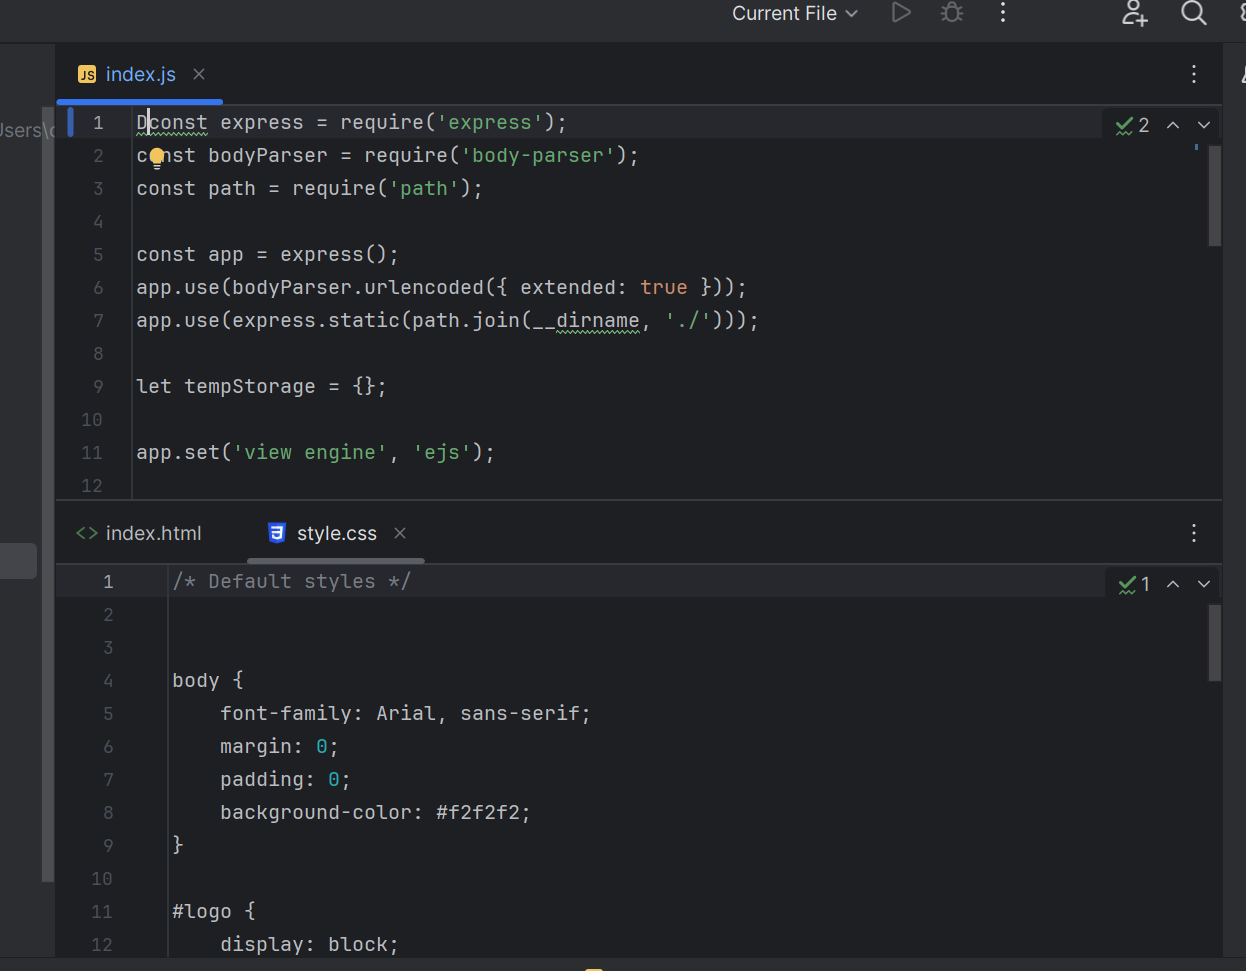 Current File
JS index.js
Users\
1 Dconst express = require('express');
2
2 const bodyParser = require('body-parser');
3 const path = require('path');
4
5 const app = express();
6 app.use(bodyParser.urlencoded({ extended: true }));
7 app.use(express.static(path.join(__dirname, './')));
8
9 let tempStorage = {};
10
11 app.set('view engine', 'ejs');
12
<> index.html
style.css
1 /* Default styles */
1
2
3
4 body {
5 font-family: Arial, sans-serif;
6 margin: 0;
7 padding: 0;
8 background-color: #f2f2f2;
9 }
10
11 #logo {
12 display: block;